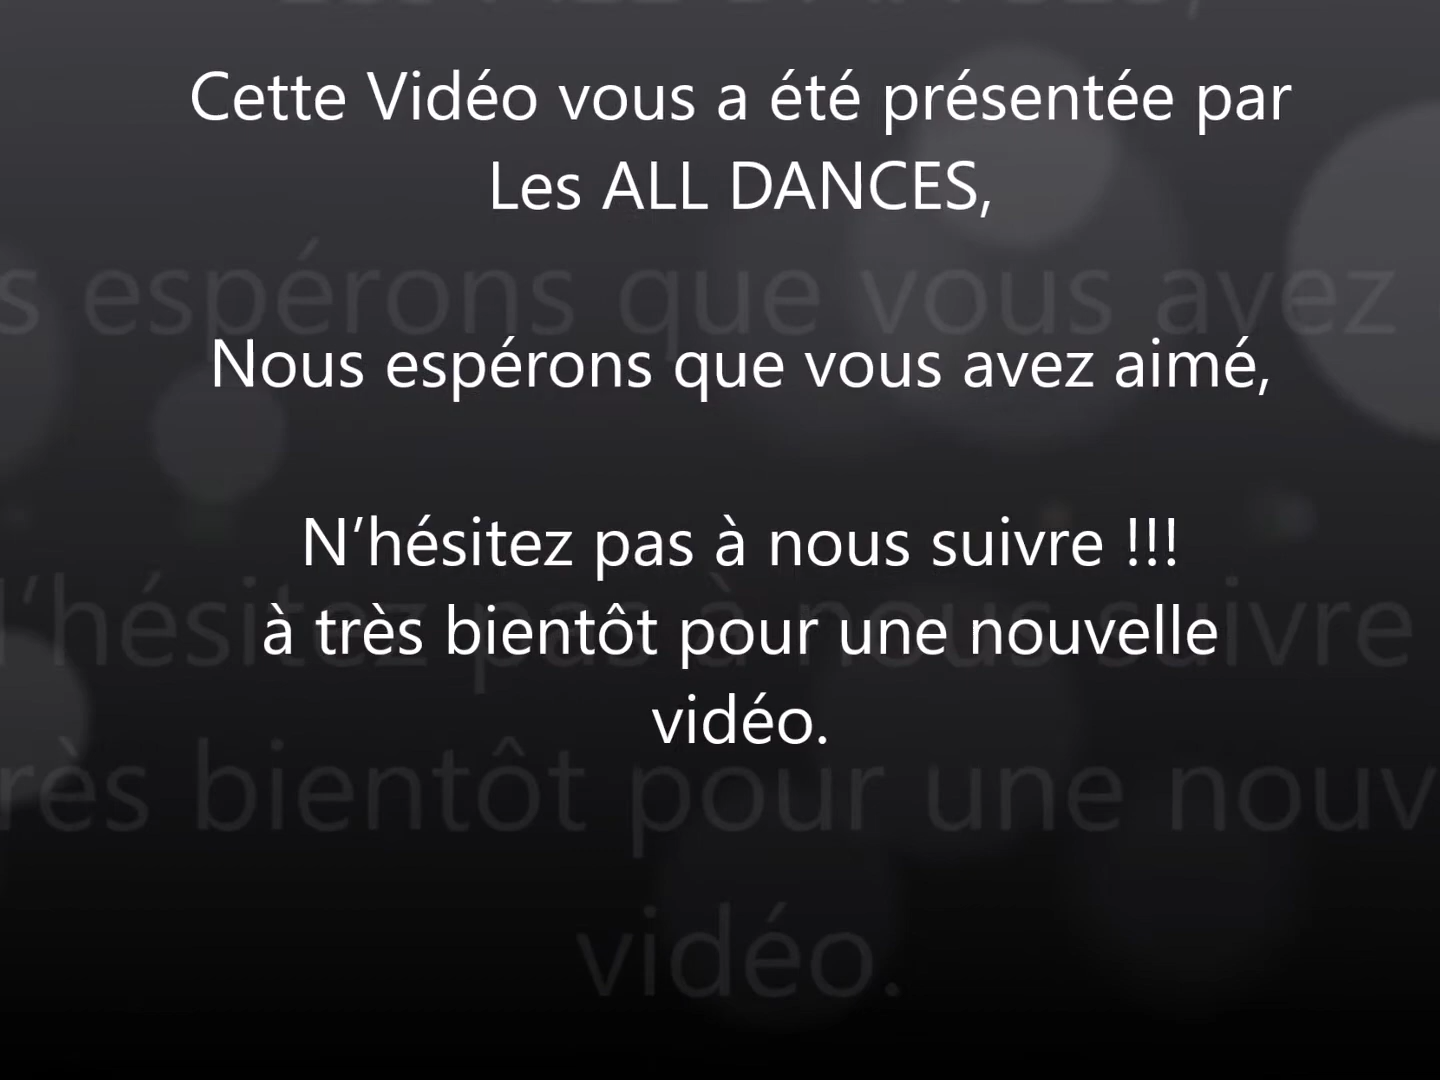 Cette Vidéo vous a été présentée par
Les ALL DANCES,
Nous espérons que vous avez aimé,
N’hésitez pas à nous suivre !!!
à très bientôt pour une nouvelle
vidéo.